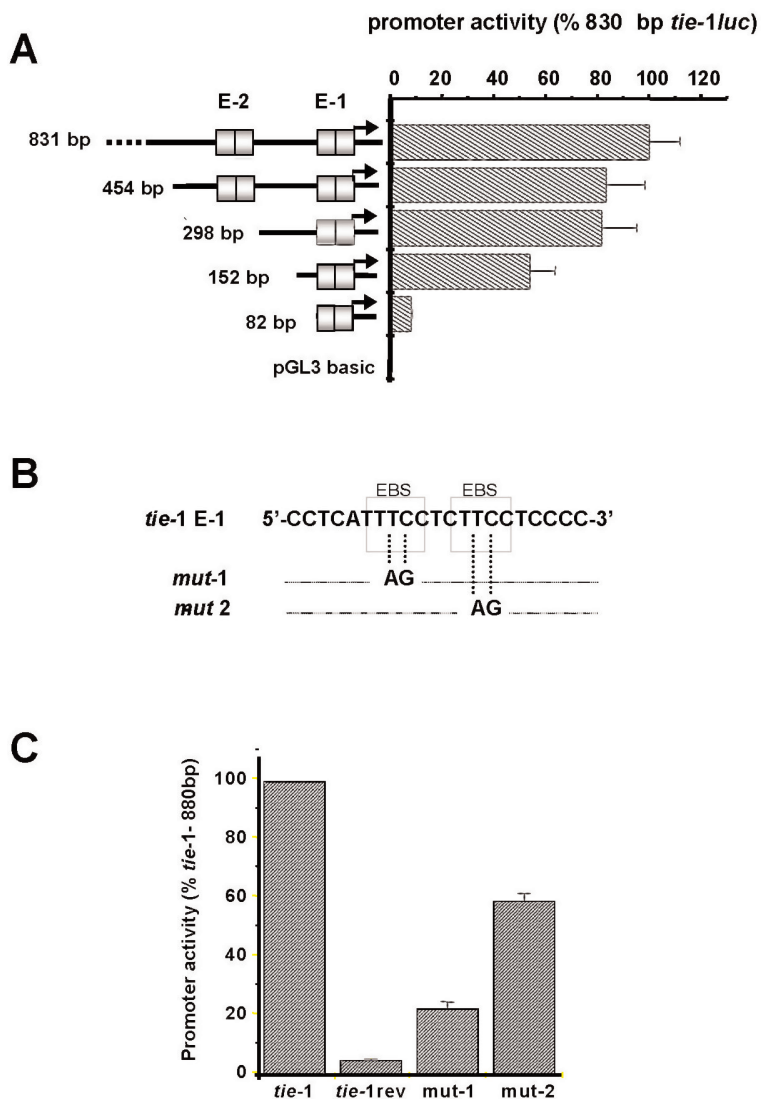 promoter activity (% 830 bp tie-1luc)
A
0 20 40 60 80 100 120
E-2 E-1
831 bp
454 bp
298 bp
152 bp
82 bp
pGL3 basic
B
EBS EBS
tie-1 E-1 5'-CCTCATTTCCTCTTCCTCCCC-3'
mut-1 AG
mut 2 AG
C
Promoter activity (% tie-1- 880bp)
100
80
60
40
20
0
tie-1 tie-1rev mut-1 mut-2